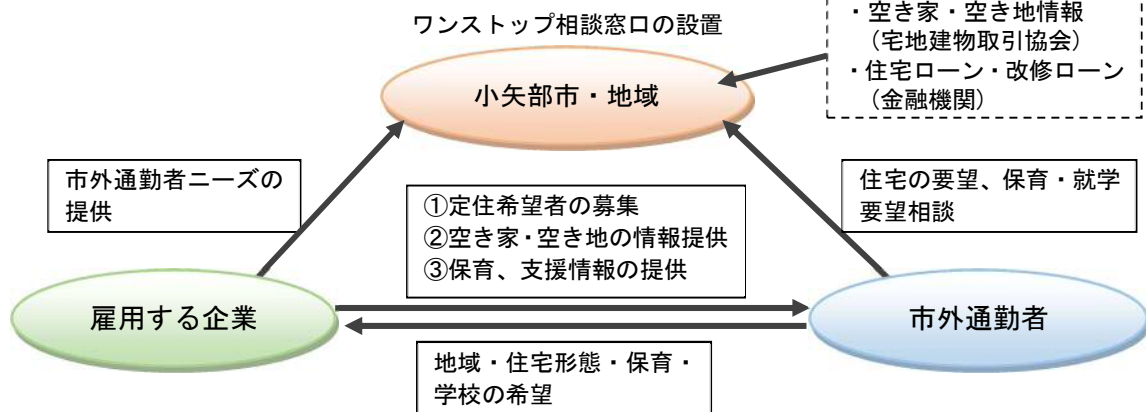 ワンストップ相談窓口の設置
・空き家・空き地情報
（宅地建物取引協会）
・住宅ローン・改修ローン
（金融機関）
小矢部市・地域
市外通勤者ニーズの
提供
①定住希望者の募集
②空き家・空き地の情報提供
③保育、支援情報の提供
住宅の要望、保育・就学
要望相談
雇用する企業
市外通勤者
地域・住宅形態・保育・
学校の希望